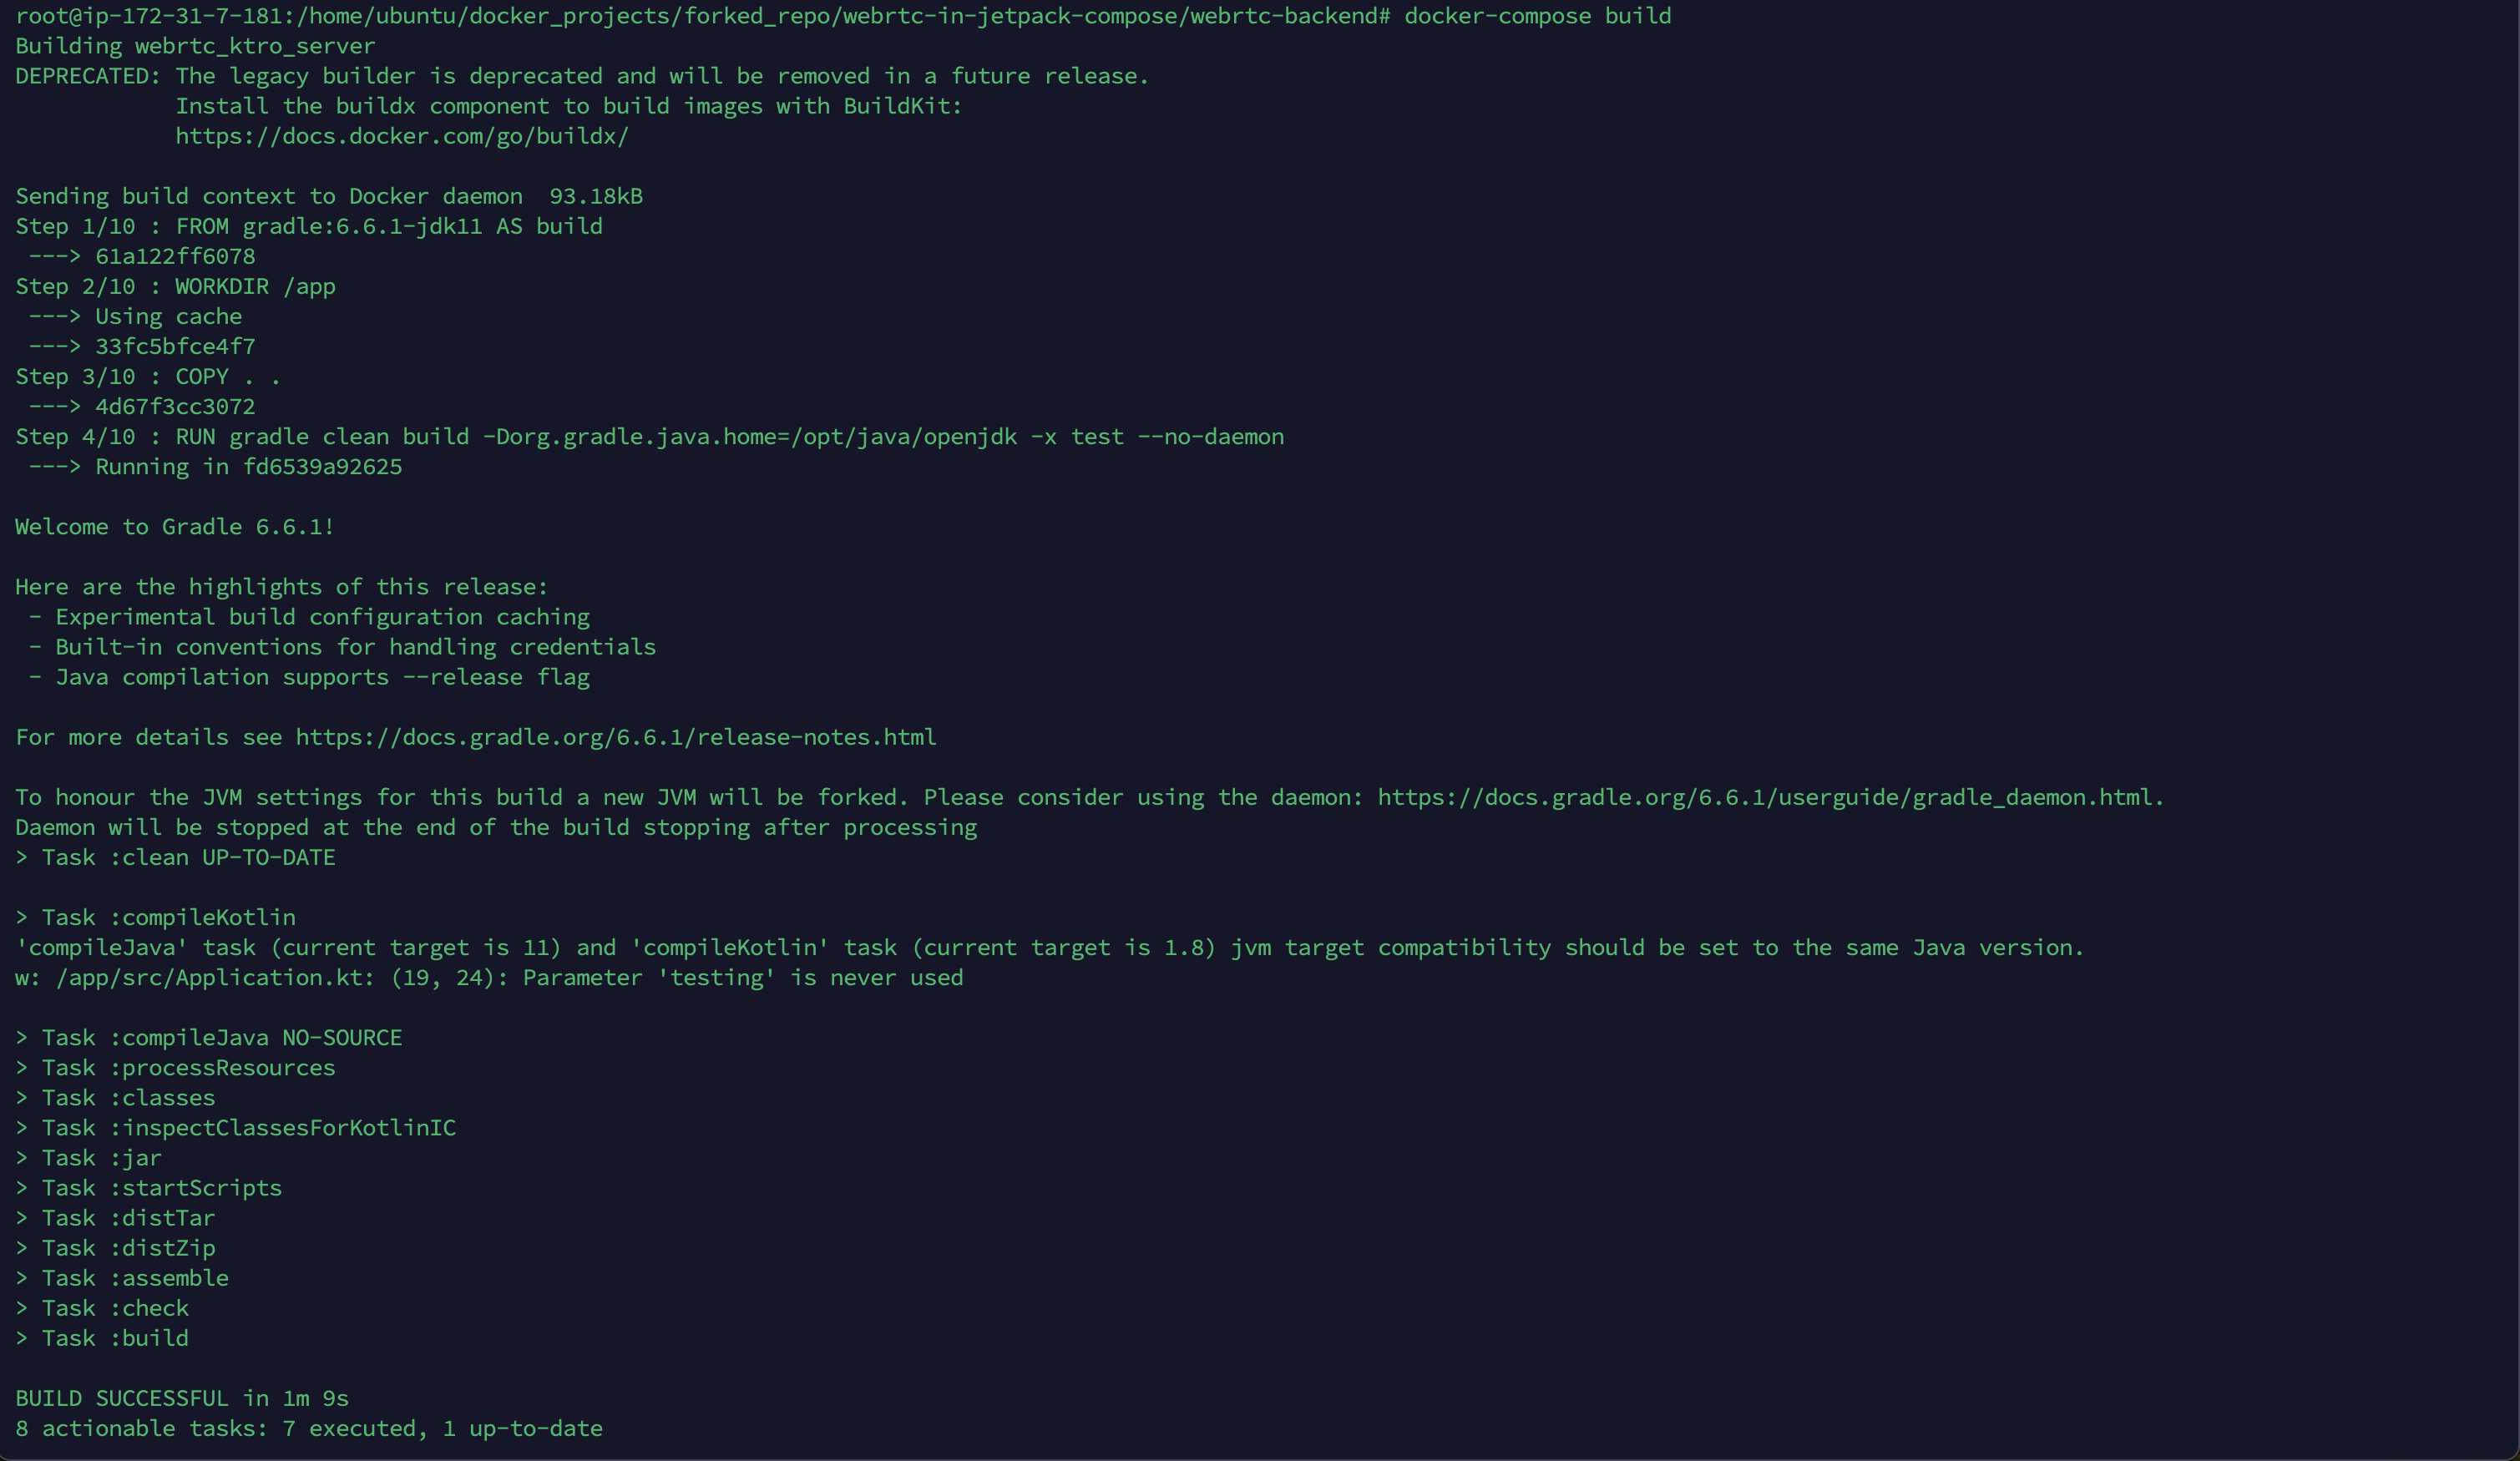 root@ip-172-31-7-181:/home/ubuntu/docker_projects/forked_repo/webrtc-in-jetpack-compose/webrtc-backend# docker-compose build
Building webrtc_ktro_server
DEPRECATED: The legacy builder is deprecated and will be removed in a future release.
            Install the buildx component to build images with BuildKit:
            https://docs.docker.com/go/buildx/

Sending build context to Docker daemon  93.18kB
Step 1/10 : FROM gradle:6.6.1-jdk11 AS build
 ---> 61a122ff6078
Step 2/10 : WORKDIR /app
 ---> Using cache
 ---> 33fc5bfce4f7
Step 3/10 : COPY . .
 ---> 4d67f3cc3072
Step 4/10 : RUN gradle clean build -Dorg.gradle.java.home=/opt/java/openjdk -x test --no-daemon
 ---> Running in fd6539a92625

Welcome to Gradle 6.6.1!

Here are the highlights of this release:
 - Experimental build configuration caching
 - Built-in conventions for handling credentials
 - Java compilation supports --release flag

For more details see https://docs.gradle.org/6.6.1/release-notes.html

To honour the JVM settings for this build a new JVM will be forked. Please consider using the daemon: https://docs.gradle.org/6.6.1/userguide/gradle_daemon.html.
Daemon will be stopped at the end of the build stopping after processing
> Task :clean UP-TO-DATE

> Task :compileKotlin
'compileJava' task (current target is 11) and 'compileKotlin' task (current target is 1.8) jvm target compatibility should be set to the same Java version.
w: /app/src/Application.kt: (19, 24): Parameter 'testing' is never used

> Task :compileJava NO-SOURCE
> Task :processResources
> Task :classes
> Task :inspectClassesForKotlinIC
> Task :jar
> Task :startScripts
> Task :distTar
> Task :distZip
> Task :assemble
> Task :check
> Task :build

BUILD SUCCESSFUL in 1m 9s
8 actionable tasks: 7 executed, 1 up-to-date